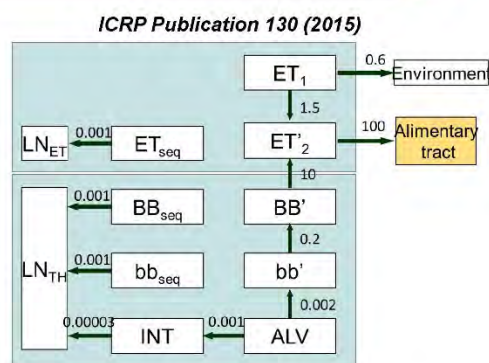 ICRP Publication 130 (2015)
ET1
0.6
Environment
1.5
LNET
0.001
ETseq
ET'2
100
Alimentary
tract
10
0.001
BBseq
BB'
0.2
LNTH
0.001
bbseq
bb'
0.002
0.00003
INT
0.001
ALV